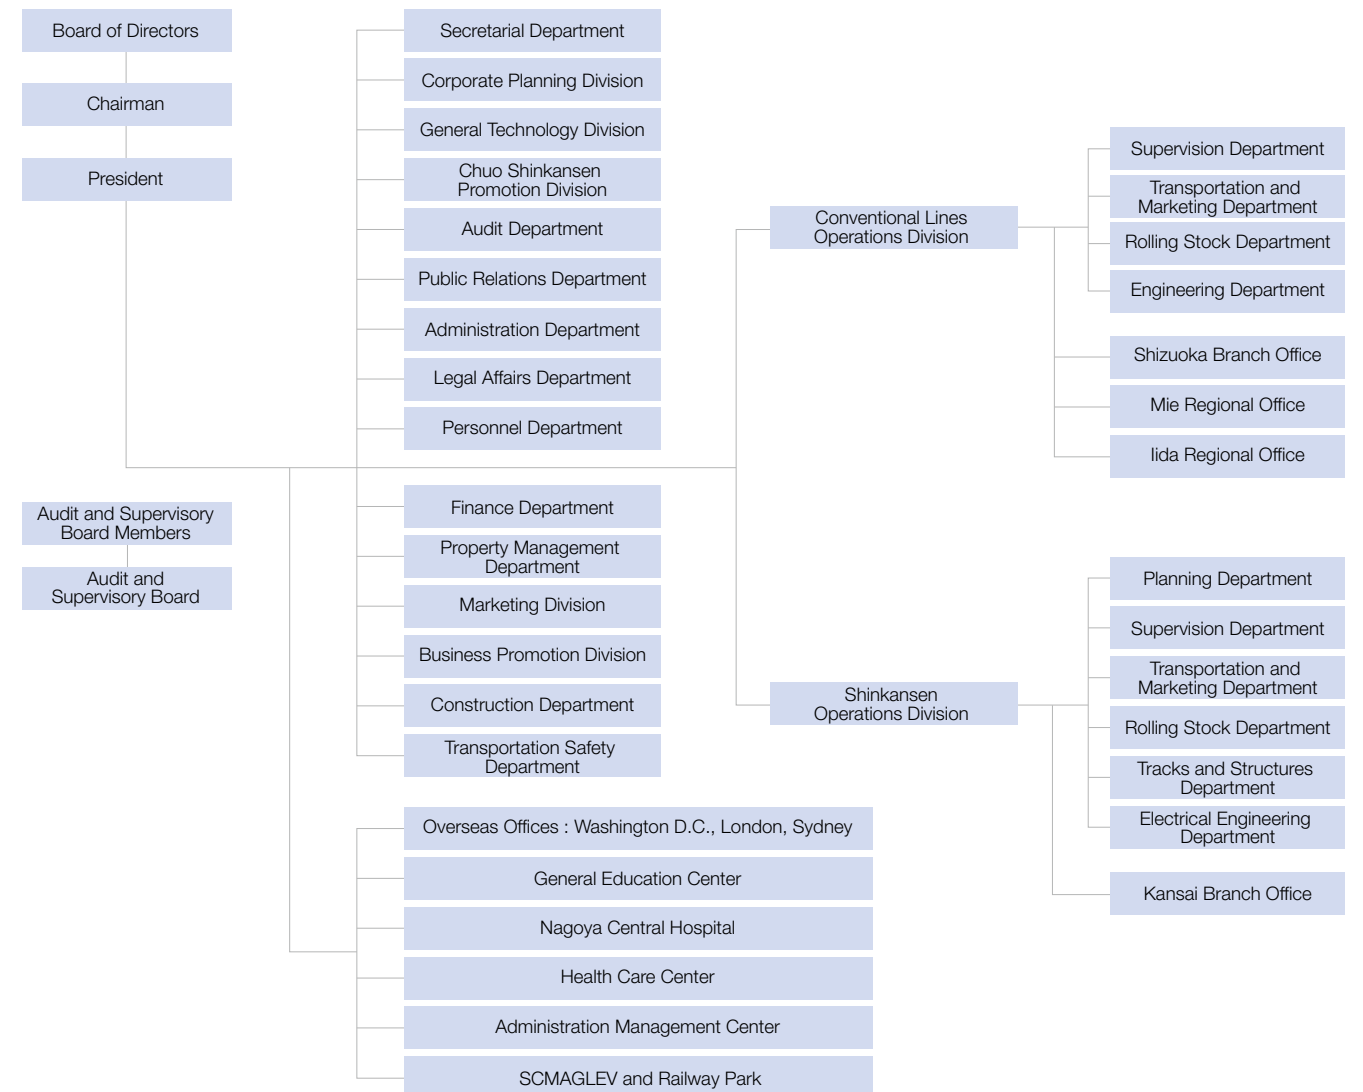 Board of Directors
Chairman
President
Audit and Supervisory
Board Members
Audit and
Supervisory Board
Secretarial Department
Corporate Planning Division
General Technology Division
Chuo Shinkansen
Promotion Division
Audit Department
Public Relations Department
Administration Department
Legal Affairs Department
Personnel Department
Finance Department
Property Management
Department
Marketing Division
Business Promotion Division
Construction Department
Transportation Safety
Department
Overseas Offices : Washington D.C., London, Sydney
General Education Center
Nagoya Central Hospital
Health Care Center
Administration Management Center
SCMAGLEV and Railway Park
Conventional Lines
Operations Division
Supervision Department
Transportation and
Marketing Department
Rolling Stock Department
Engineering Department
Shizuoka Branch Office
Mie Regional Office
Iida Regional Office
Shinkansen
Operations Division
Planning Department
Supervision Department
Transportation and
Marketing Department
Rolling Stock Department
Tracks and Structures
Department
Electrical Engineering
Department
Kansai Branch Office